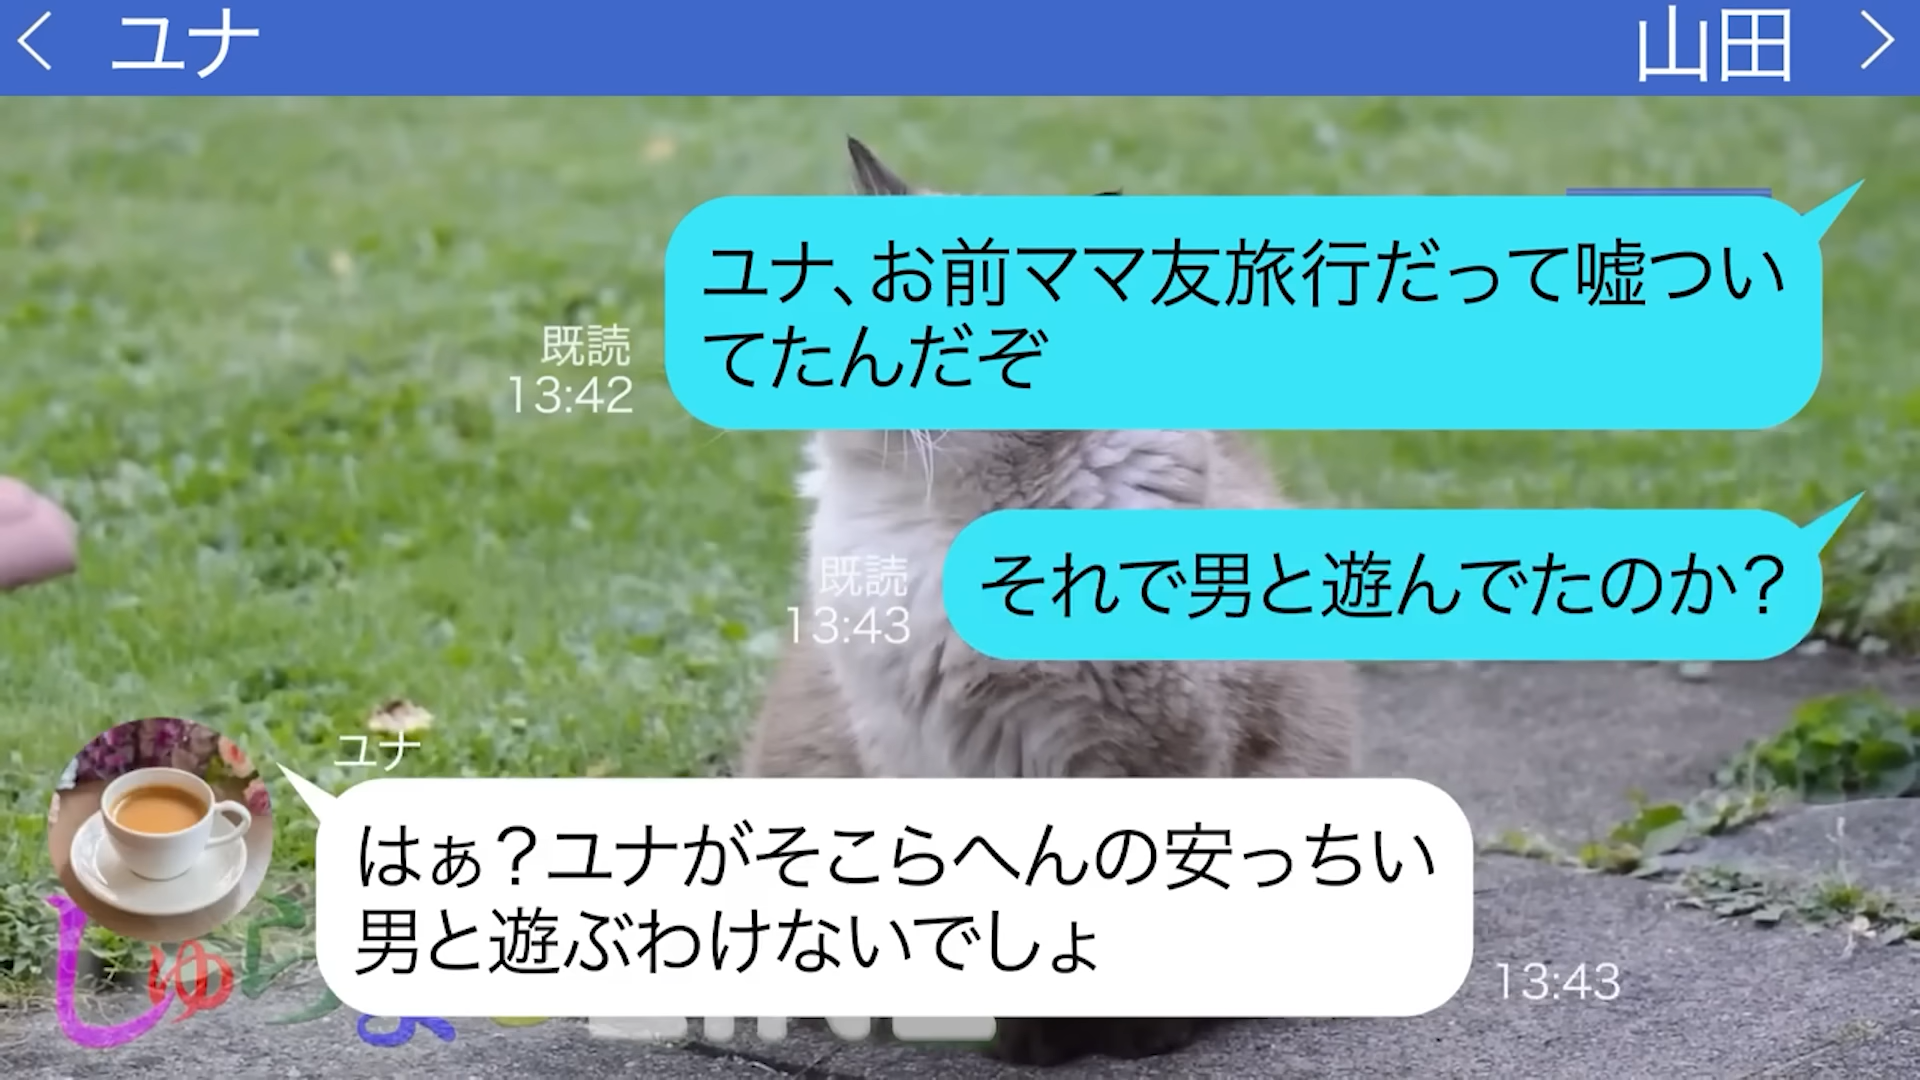 ユナ
山田
ユナ、お前ママ友旅行だって嘘つい
てたんだぞ
既読
13:42
それで男と遊んでたのか?
既読
13:43
ユナ
はぁ?ユナがそこらへんの安っちい
男と遊ぶわけないでしょ
13:43
しゅら